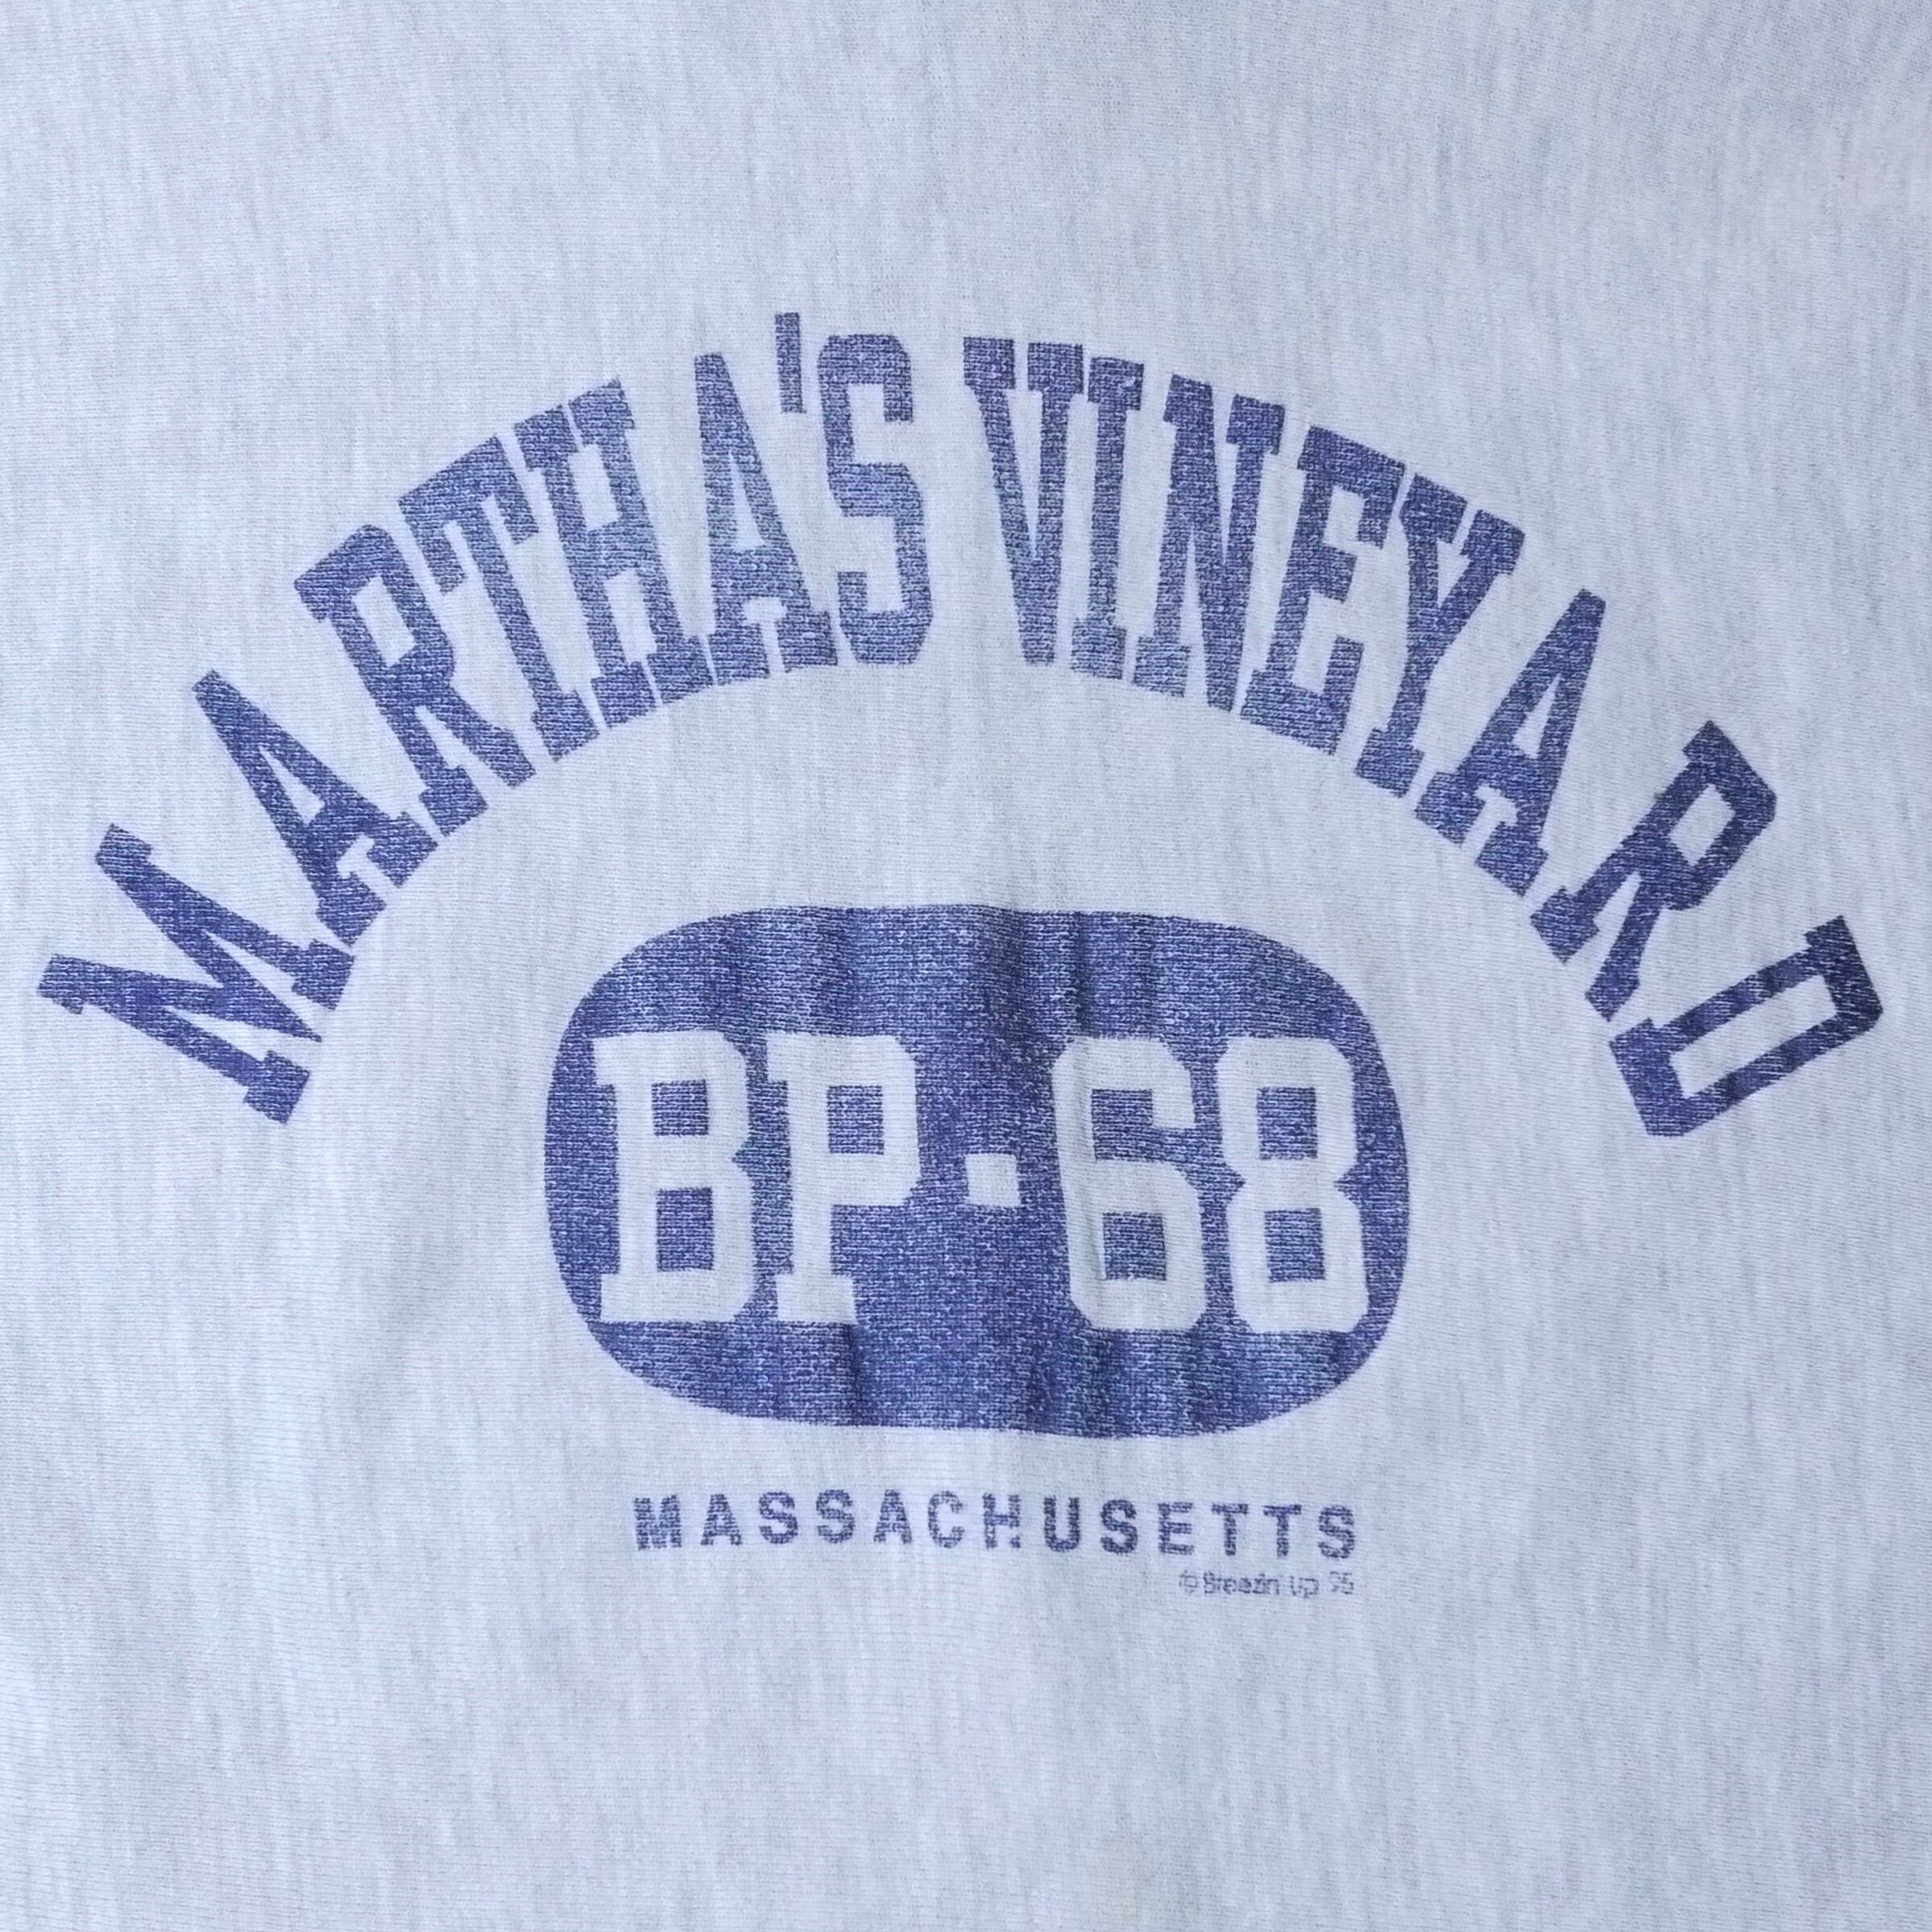 MARTHA'S VINEYARD
BP·68
MASSACHUSETTS
© Breezin' Up 95